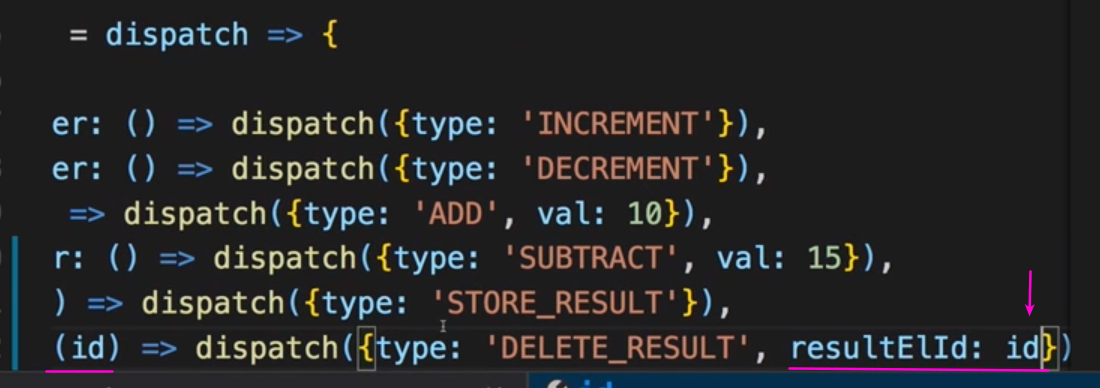 = dispatch => {
er: () => dispatch({type: 'INCREMENT'}),
er: () => dispatch({type: 'DECREMENT'}),
=> dispatch({type: 'ADD', val: 10}),
r: () => dispatch({type: 'SUBTRACT', val: 15}),
) => dispatch({type: 'STORE_RESULT'}),
(id) => dispatch({type: 'DELETE_RESULT', resultElId: id})